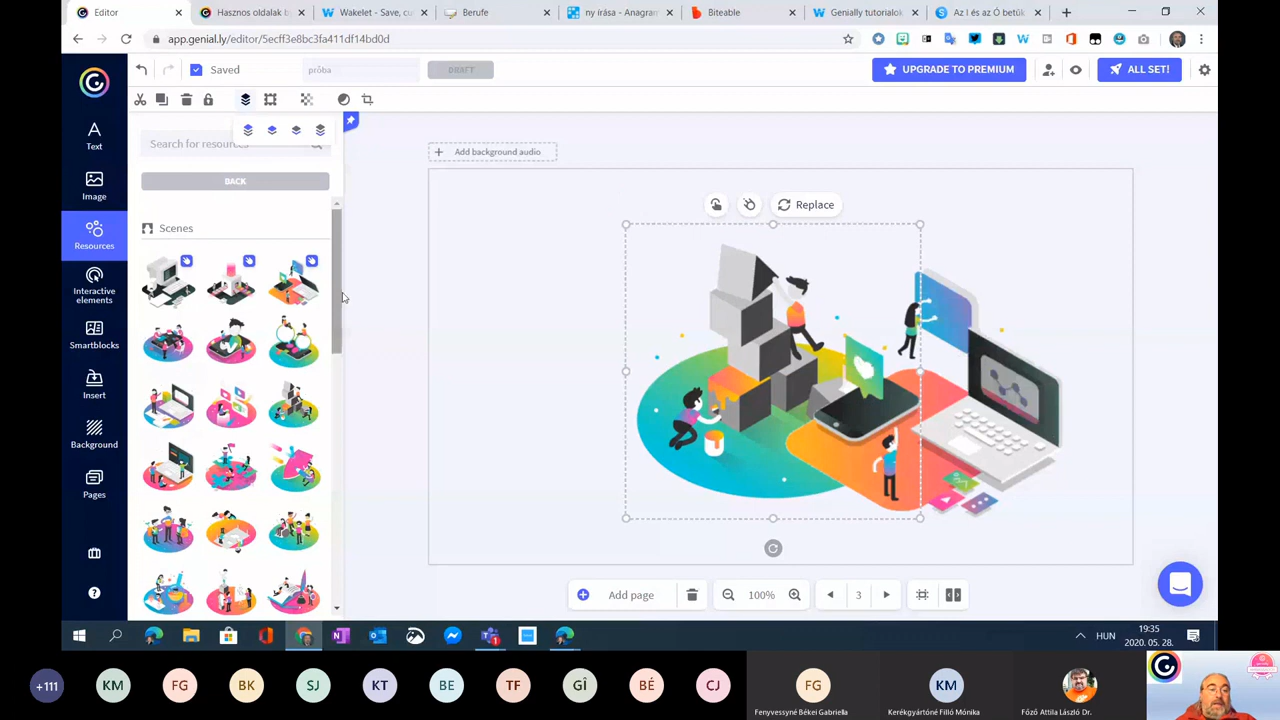 Editor
Hasznos oldalak b
Wakelet - Save, cu
Berufe
ny írása - Anagram
Biteable
Genially tutorialok
Az I és az Ó betűk
app.genial.ly/editor/5ecff3e8bc3fa411df14bd0d
Saved
próba
DRAFT
UPGRADE TO PREMIUM
ALL SET!
Text
Image
Resources
Interactive
elements
Smartblocks
Insert
Background
Pages
Search for resources
BACK
Scenes
Add background audio
Replace
Add page
100%
3
HUN
19:35
2020. 05. 28.
+111
KM
FG
BK
SJ
KT
BE
TF
GÎ
BÉ
CJ
FG
Fenyvessyné Békei Gabriella
KM
Kerékgyártóné Filló Mónika
Főző Attila László Dr.